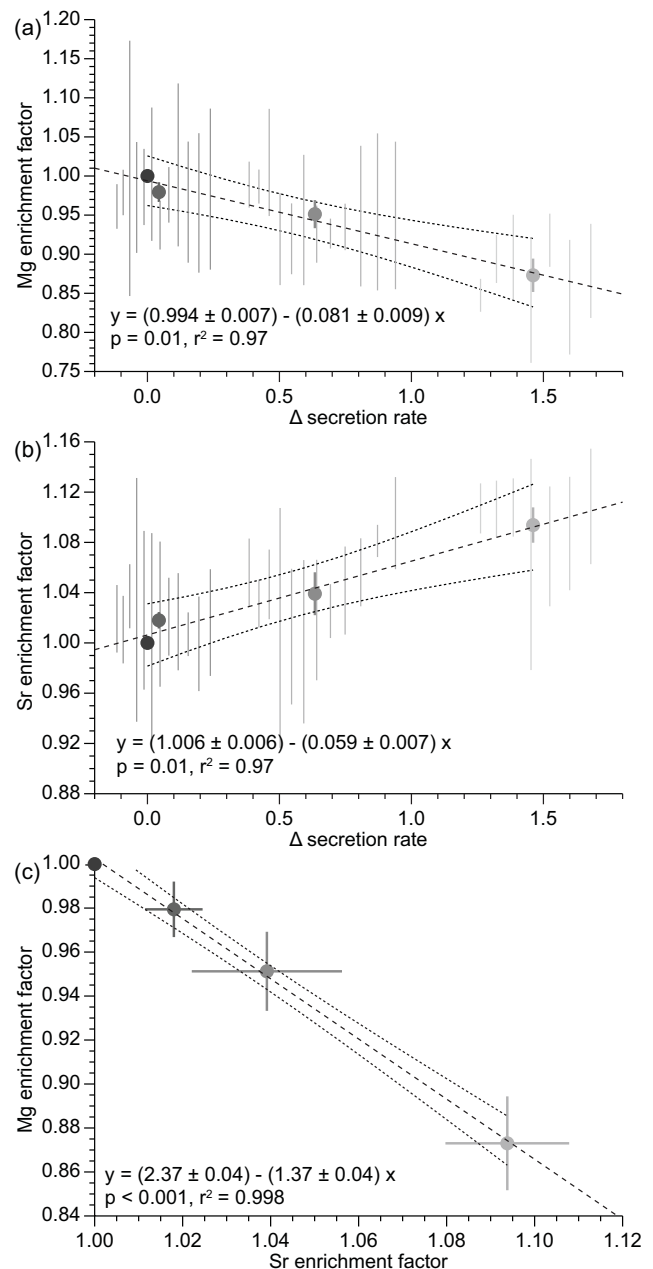 (a)
1.20
1.15
1.10
1.05
1.00
0.95
0.90
0.85
0.80
0.75
Mg enrichment factor
y = (0.994 ± 0.007) - (0.081 ± 0.009) x
p = 0.01, r² = 0.97
0.0 0.5 1.0 1.5
Δ secretion rate
(b)
1.16
1.12
1.08
1.04
1.00
0.96
0.92
0.88
Sr enrichment factor
y = (1.006 ± 0.006) - (0.059 ± 0.007) x
p = 0.01, r² = 0.97
0.0 0.5 1.0 1.5
Δ secretion rate
(c)
1.00
0.98
0.96
0.94
0.92
0.90
0.88
0.86
0.84
Mg enrichment factor
y = (2.37 ± 0.04) - (1.37 ± 0.04) x
p < 0.001, r² = 0.998
1.00 1.02 1.04 1.06 1.08 1.10 1.12
Sr enrichment factor